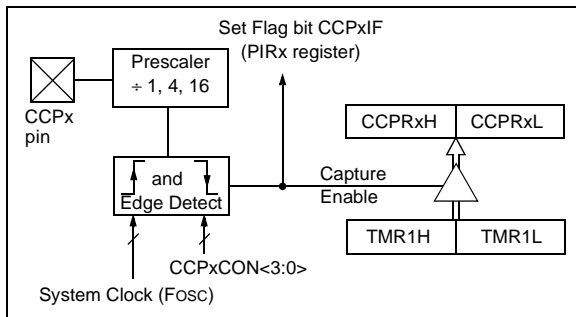 Set Flag bit CCPxIF
(PIRx register)
Prescaler
÷ 1, 4, 16
CCPx
pin
CCPRxH
CCPRxL
and
Edge Detect
Capture
Enable
TMR1H
TMR1L
CCPxCON<3:0>
System Clock (FOSC)